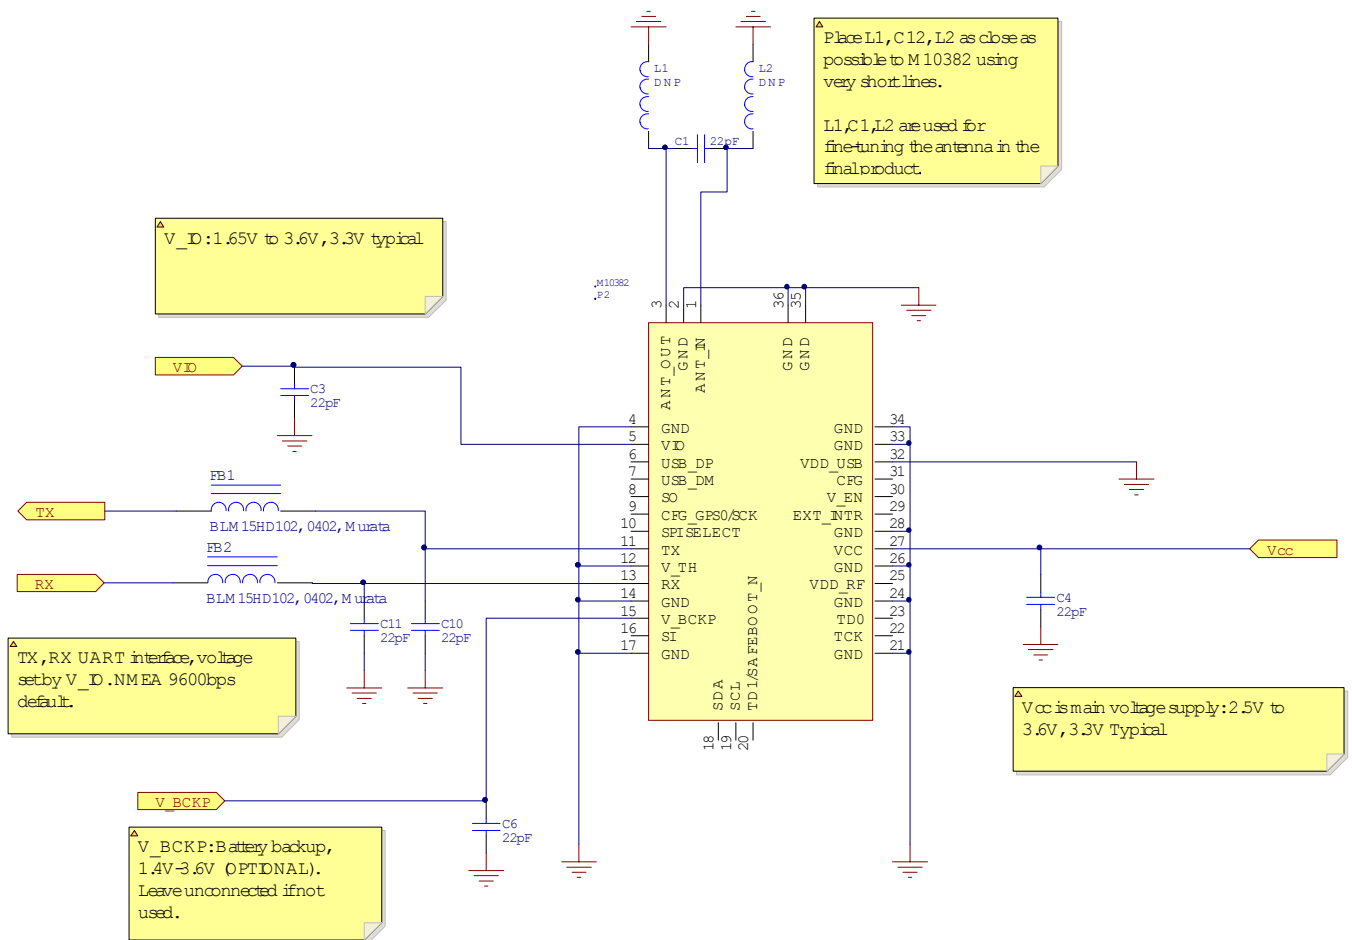 L1
DNP
L2
DNP
C1
22pF
Place L1, C12, L2 as close as
possible to M10382 using
very short lines.
L1,C1,L2 are used for
fine-tuning the antenna in the
final product.
V_IO: 1.65V to 3.6V, 3.3V typical
M10382
P2
3
2
1
36
35
ANT_OUT
GND
ANT_IN
GND
GND
VIO
C3
22pF
4 GND
5 VIO
6 USB_DP
7 USB_DM
8 SO
9 CFG_GPS0/SCK
10 SPISELECT
11 TX
12 V_TH
13 RX
14 GND
15 V_BCKP
16 SI
17 GND
GND 34
GND 33
VDD_USB 32
CFG 31
V_EN 30
EXT_INTR 29
GND 28
VCC 27
GND 26
VDD_RF 25
GND 24
TD0 23
TCK 22
GND 21
SDA
SCL
TD1/SAFEBOOT_N
18
19
20
FB1
TX
BLM15HD102, 0402, Murata
FB2
RX
BLM15HD102, 0402, Murata
C11
22pF
C10
22pF
Vcc
C4
22pF
TX, RX UART interface, voltage
set by V_IO. NMEA 9600bps
default.
Vcc is main voltage supply: 2.5V to
3.6V, 3.3V Typical
V_BCKP
C6
22pF
V_BCKP: Battery backup,
1.4V-3.6V (OPTIONAL).
Leave unconnected if not
used.